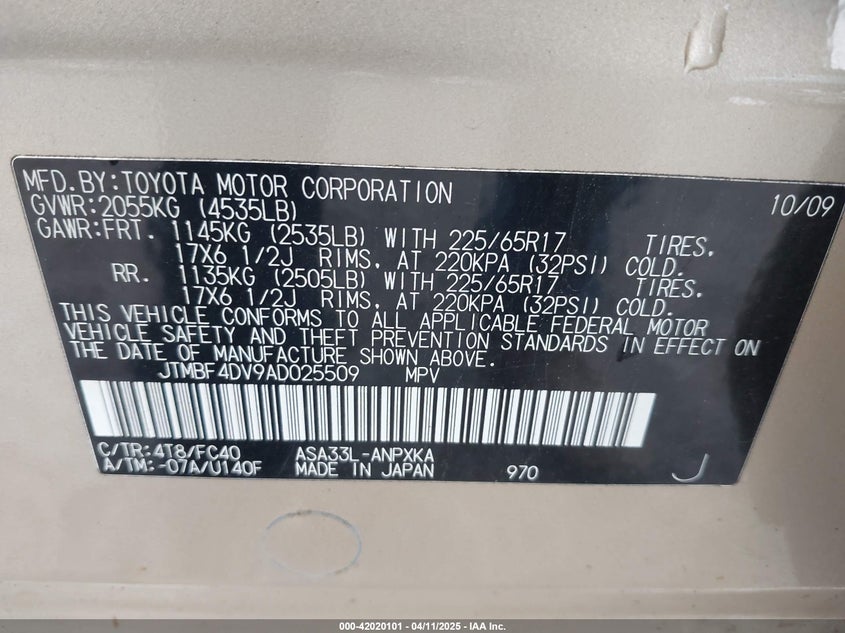 MFD.BY:TOYOTA MOTOR CORPORATION 10/09
GVWR:2055KG (4535LB)
GAWR:FRT. 1145KG (2535LB) WITH 225/65R17 TIRES.
17X6 1/2J RIMS, AT 220KPA (32PSI) COLD.
RR. 1135KG (2505LB) WITH 225/65R17 TIRES.
17X6 1/2J RIMS, AT 220KPA (32PSI) COLD.
THIS VEHICLE CONFORMS TO ALL APPLICABLE FEDERAL MOTOR
VEHICLE SAFETY AND THEFT PREVENTION STANDARDS IN EFFECT ON
THE DATE OF MANUFACTURE SHOWN ABOVE.
JTMBF4DV9AD025509 MPV
C/TR:4T8/FC40 ASA33L-ANPXKA
A/TM:-07A/U140F MADE IN JAPAN 970 J
000-42020101 - 04/11/2025 - IAA Inc.